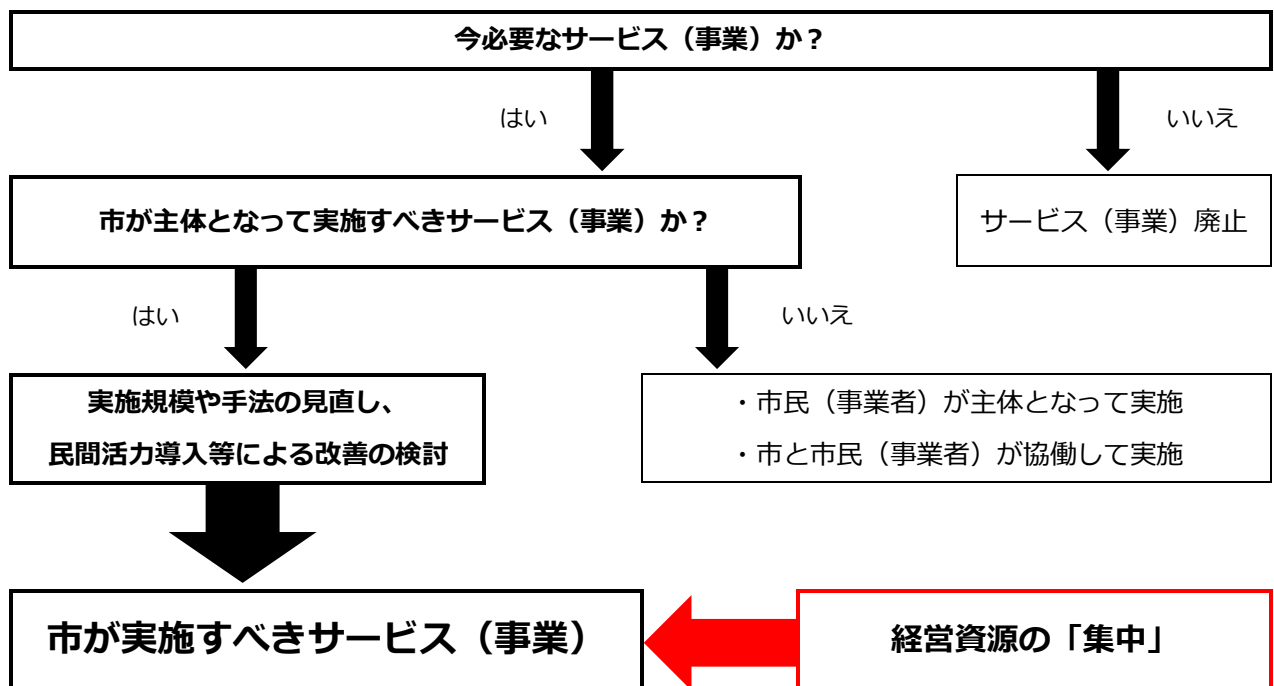 今必要なサービス（事業）か？
はい
いいえ
市が主体となって実施すべきサービス（事業）か？
サービス（事業）廃止
はい
いいえ
実施規模や手法の見直し、
民間活力導入等による改善の検討
・市民（事業者）が主体となって実施
・市と市民（事業者）が協働して実施
市が実施すべきサービス（事業）
経営資源の「集中」